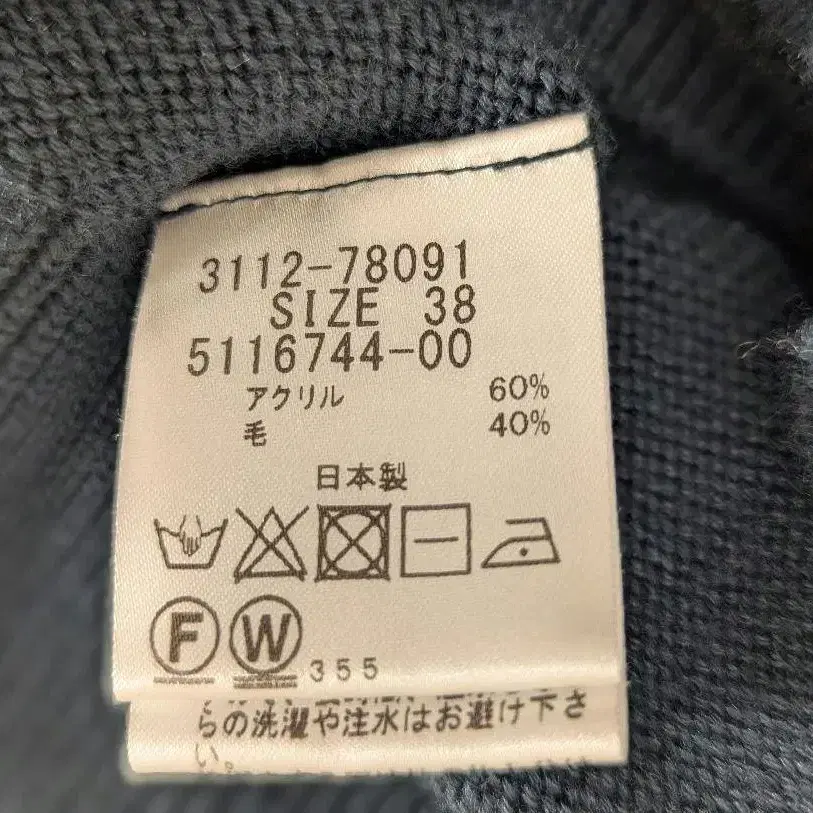 3112-78091
SIZE 38
5116744-00
アクリル 60%
毛 40%
日本製
F W 355
らの洗濯や注水はお避け下さ
い。